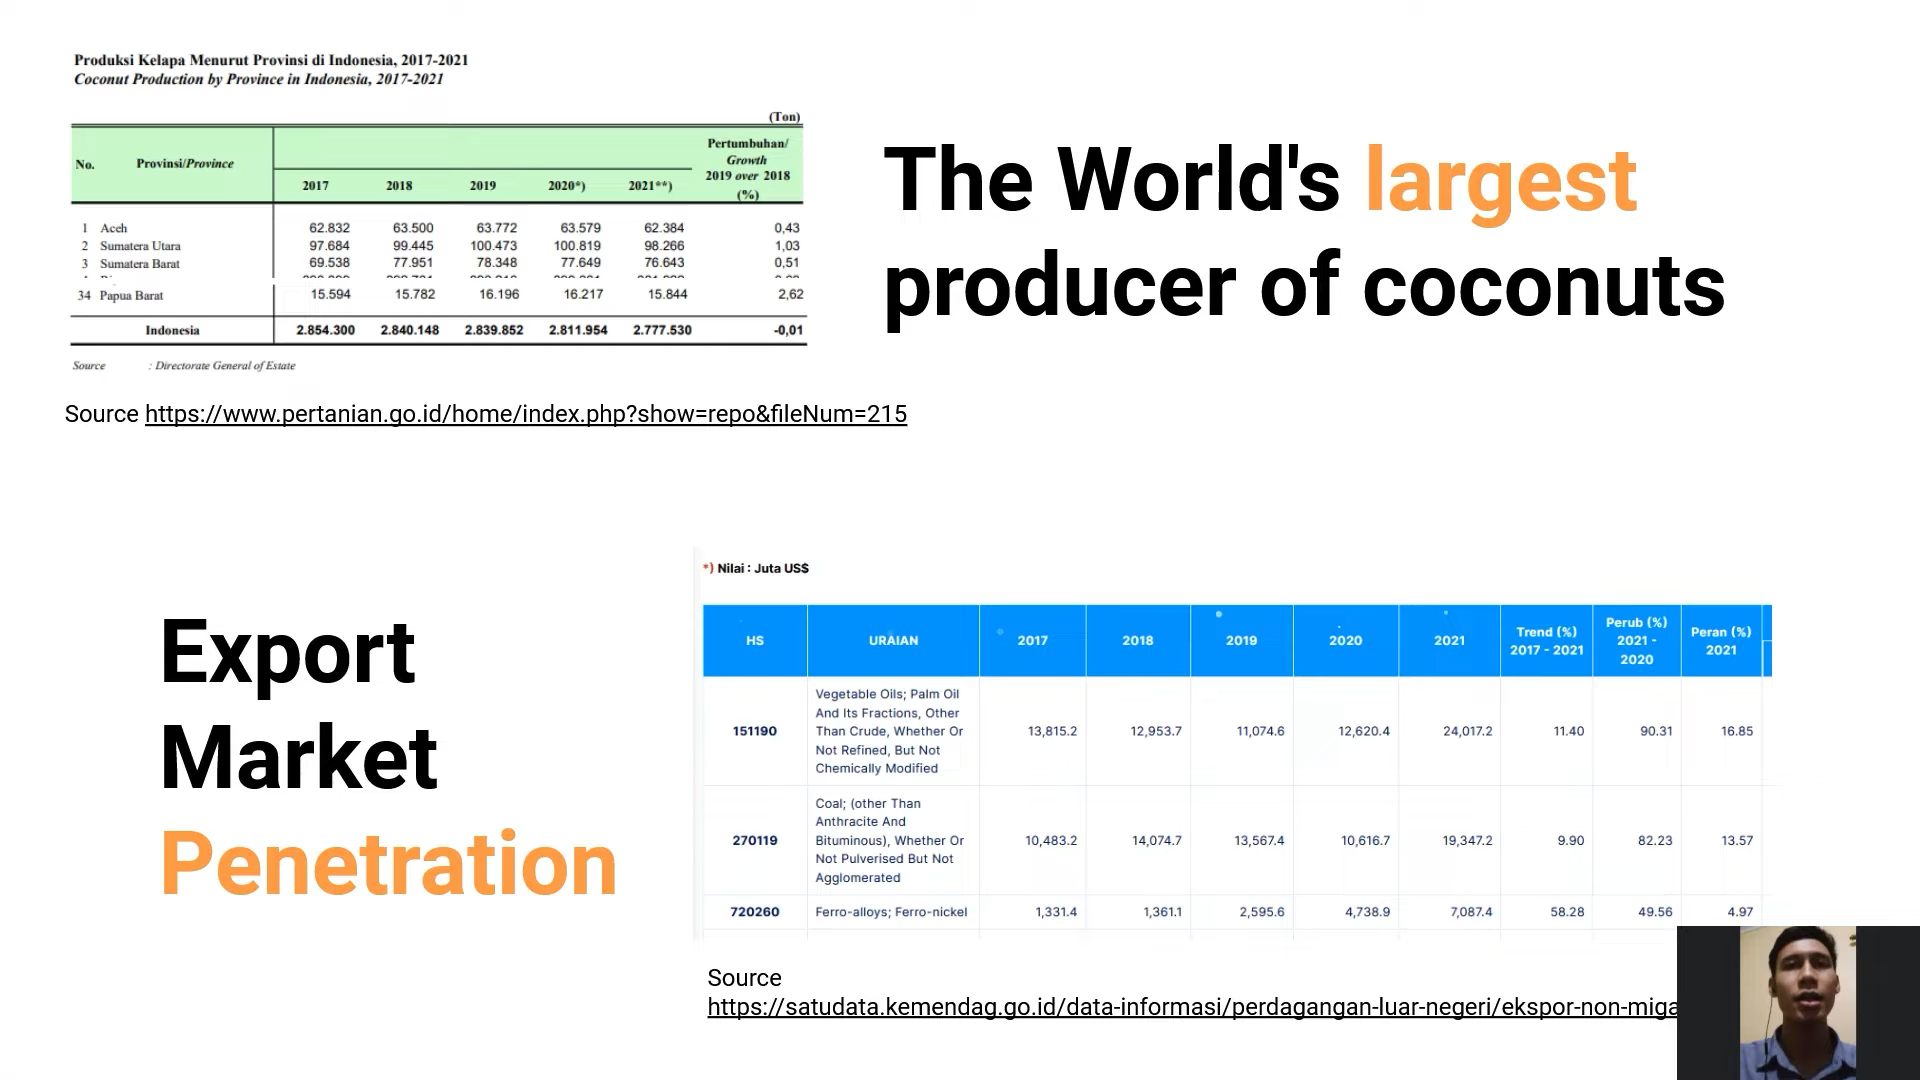 Produksi Kelapa Menurut Provinsi di Indonesia, 2017-2021
Coconut Production by Province in Indonesia, 2017-2021
(Ton)
No. Provinsi/Province 2017 2018 2019 2020*) 2021**) Pertumbuhan/
Growth
2019 over 2018
(%)
1 Aceh 62.832 63.500 63.772 63.579 62.384 0,43
2 Sumatera Utara 97.684 99.445 100.473 100.819 98.266 1,03
3 Sumatera Barat 69.538 77.951 78.348 77.649 76.643 0,51
34 Papua Barat 15.594 15.782 16.196 16.217 15.844 2,62
Indonesia 2.854.300 2.840.148 2.839.852 2.811.954 2.777.530 -0,01
Source : Directorate General of Estate
Source https://www.pertanian.go.id/home/index.php?show=repo&fileNum=215
The World's largest
producer of coconuts
Export
Market
Penetration
*) Nilai : Juta US$
HS URAIAN 2017 2018 2019 2020 2021 Trend (%)
2017 - 2021
Perub (%)
2021 -
2020
Peran (%)
2021
151190
Vegetable Oils; Palm Oil
And Its Fractions, Other
Than Crude, Whether Or
Not Refined, But Not
Chemically Modified
13,815.2 12,953.7 11,074.6 12,620.4 24,017.2 11.40 90.31 16.85
270119
Coal; (other Than
Anthracite And
Bituminous), Whether Or
Not Pulverised But Not
Agglomerated
10,483.2 14,074.7 13,567.4 10,616.7 19,347.2 9.90 82.23 13.57
720260 Ferro-alloys; Ferro-nickel 1,331.4 1,361.1 2,595.6 4,738.9 7,087.4 58.28 49.56 4.97
Source
https://satudata.kemendag.go.id/data-informasi/perdagangan-luar-negeri/ekspor-non-miga